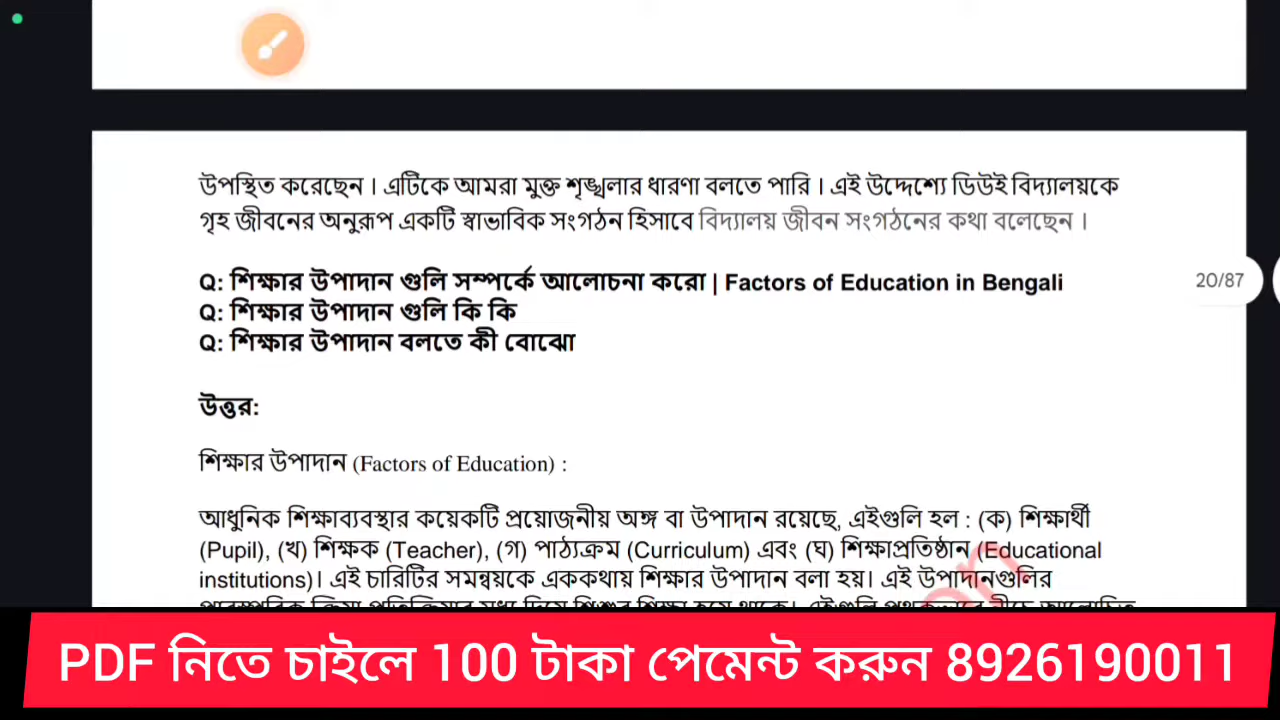 উপস্থিত করেছেন । এটিকে আমরা মুক্ত শৃঙ্খলার ধারণা বলতে পারি । এই উদ্দেশ্যে ডিউই বিদ্যালয়কে
গৃহ জীবনের অনুরূপ একটি স্বাভাবিক সংগঠন হিসাবে বিদ্যালয় জীবন সংগঠনের কথা বলেছেন ।
Q: শিক্ষার উপাদান গুলি সম্পর্কে আলোচনা করো | Factors of Education in Bengali
20/87
Q: শিক্ষার উপাদান গুলি কি কি
Q: শিক্ষার উপাদান বলতে কী বোঝো
উত্তর:
শিক্ষার উপাদান (Factors of Education) :
আধুনিক শিক্ষাব্যবস্থার কয়েকটি প্রয়োজনীয় অঙ্গ বা উপাদান রয়েছে, এইগুলি হল : (ক) শিক্ষার্থী
(Pupil), (খ) শিক্ষক (Teacher), (গ) পাঠ্যক্রম (Curriculum) এবং (ঘ) শিক্ষাপ্রতিষ্ঠান (Educational
institutions)। এই চারিটির সমন্বয়কে এককথায় শিক্ষার উপাদান বলা হয়। এই উপাদানগুলির
PDF নিতে চাইলে 100 টাকা পেমেন্ট করুন 8926190011